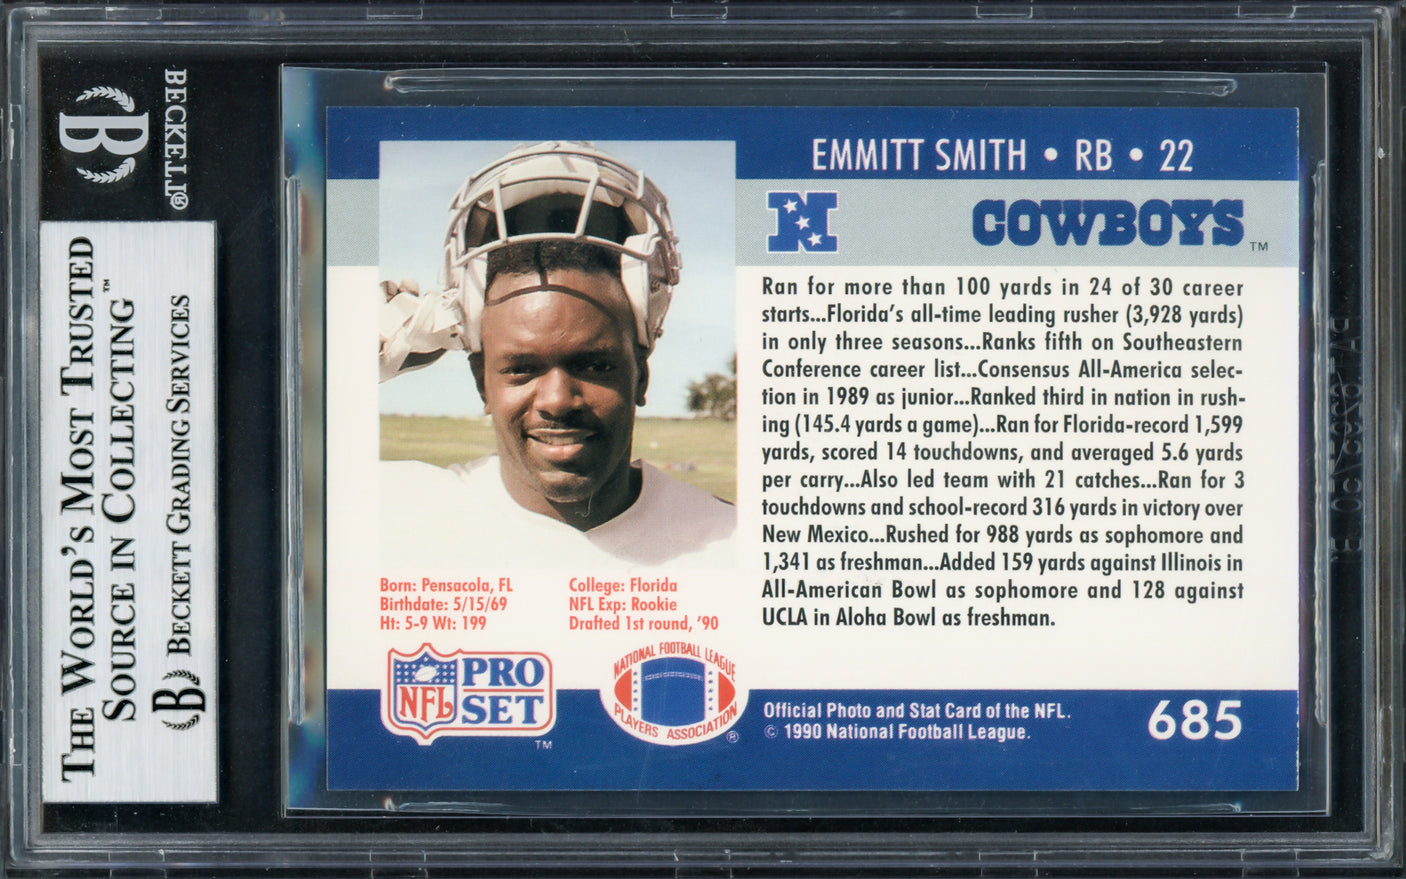 BECKETT®
B
THE WORLD'S MOST TRUSTED
SOURCE IN COLLECTING™
B BECKETT GRADING SERVICES
EMMITT SMITH • RB • 22
N
COWBOYS™
Ran for more than 100 yards in 24 of 30 career
starts...Florida's all-time leading rusher (3,928 yards)
in only three seasons...Ranks fifth on Southeastern
Conference career list...Consensus All-America selec-
tion in 1989 as junior...Ranked third in nation in rush-
ing (145.4 yards a game)...Ran for Florida-record 1,599
yards, scored 14 touchdowns, and averaged 5.6 yards
per carry...Also led team with 21 catches...Ran for 3
touchdowns and school-record 316 yards in victory over
New Mexico...Rushed for 988 yards as sophomore and
1,341 as freshman...Added 159 yards against Illinois in
All-American Bowl as sophomore and 128 against
UCLA in Aloha Bowl as freshman.
Born: Pensacola, FL
Birthdate: 5/15/69
Ht: 5-9 Wt: 199
College: Florida
NFL Exp: Rookie
Drafted 1st round, '90
NFL
PRO
SET™
NATIONAL FOOTBALL LEAGUE
PLAYERS ASSOCIATION®
Official Photo and Stat Card of the NFL.
© 1990 National Football League.
685